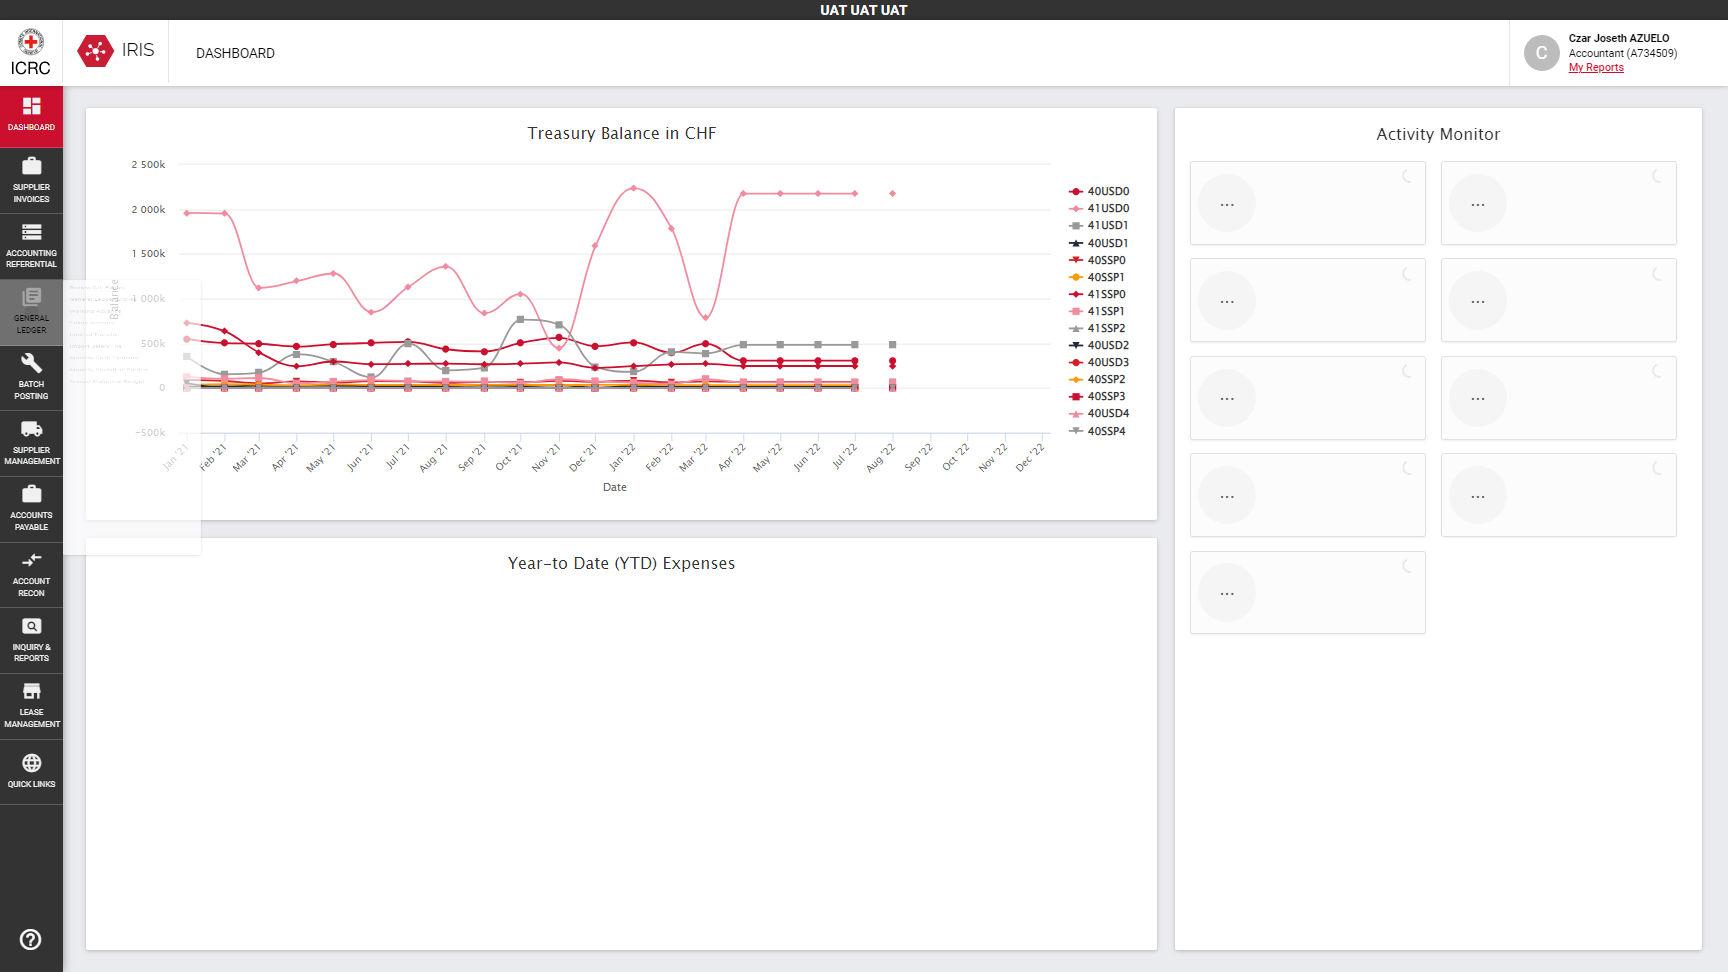 UAT UAT UAT
ICRC
IRIS
DASHBOARD
Czar Joseth AZUELO
Accountant (A734509)
My Reports
DASHBOARD
SUPPLIER
INVOICES
ACCOUNTING
REFERENTIAL
GENERAL
LEDGER
BATCH
POSTING
SUPPLIER
MANAGEMENT
ACCOUNTS
PAYABLE
ACCOUNT
RECON
INQUIRY &
REPORTS
LEASE
MANAGEMENT
QUICK LINKS
Treasury Balance in CHF
Balance
2 500k
2 000k
1 500k
1 000k
500k
0
-500k
Jan '21
Feb '21
Mar '21
Apr '21
May '21
Jun '21
Jul '21
Aug '21
Sep '21
Oct '21
Nov '21
Dec '21
Jan '22
Feb '22
Mar '22
Apr '22
May '22
Jun '22
Jul '22
Aug '22
Sep '22
Oct '22
Nov '22
Dec '22
Date
40USD0
41USD0
41USD1
40USD1
40SSP0
40SSP1
41SSP0
41SSP1
41SSP2
40USD2
40USD3
40SSP2
40SSP3
40USD4
40SSP4
Year-to Date (YTD) Expenses
Activity Monitor
...
...
...
...
...
...
...
...
...